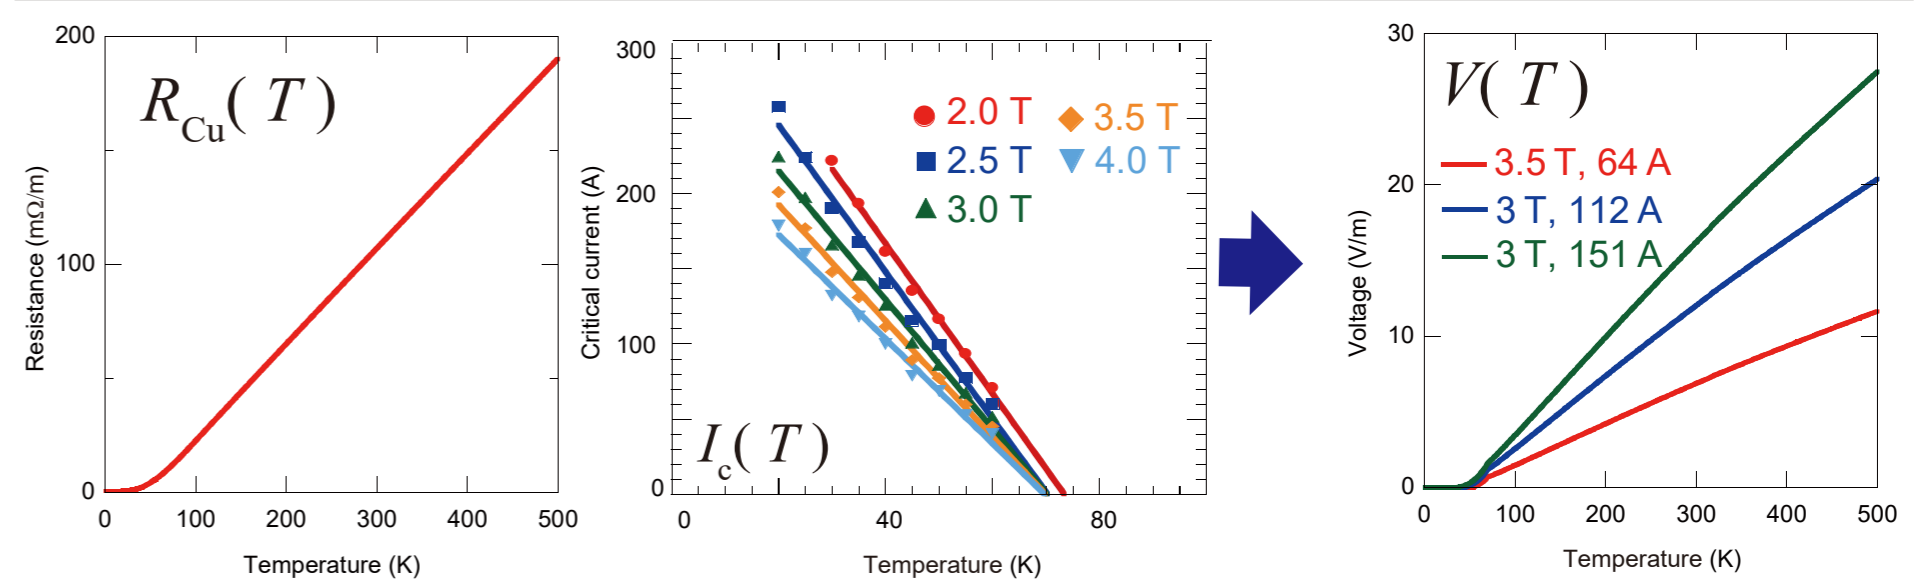 200
100
0
0 100 200 300 400 500
Resistance (mΩ/m)
Temperature (K)
R_Cu( T )
300
200
100
0
0 40 80
Critical current (A)
Temperature (K)
2.0 T
2.5 T
3.0 T
3.5 T
4.0 T
I_c( T )
30
20
10
0
0 100 200 300 400 500
Voltage (V/m)
Temperature (K)
V( T )
3.5 T, 64 A
3 T, 112 A
3 T, 151 A